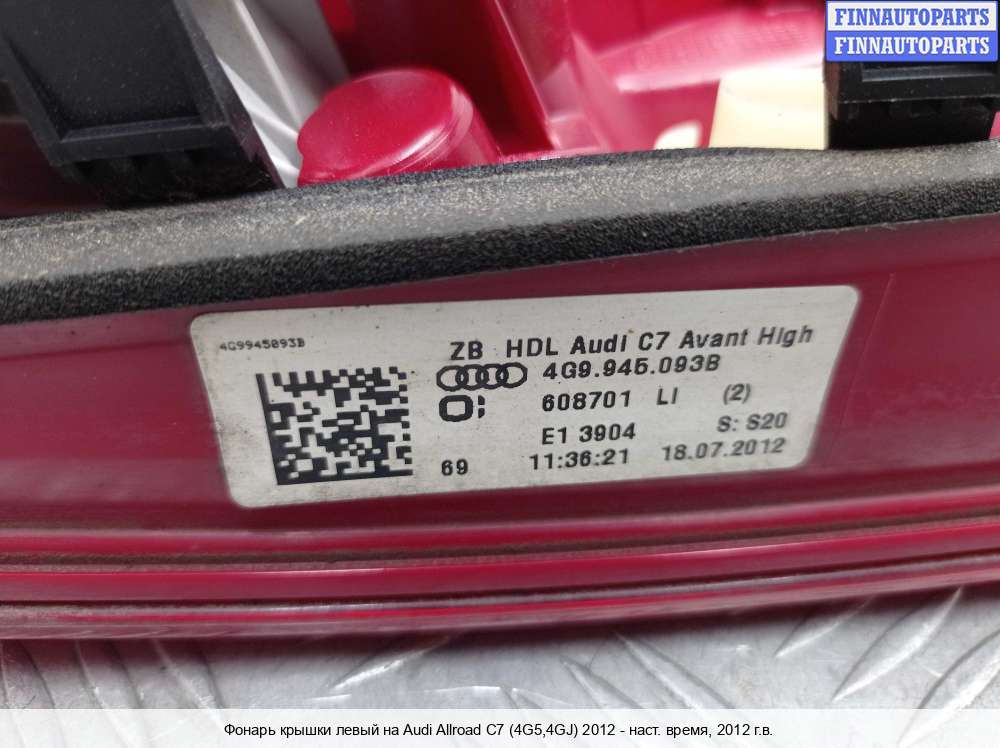 FINNAUTOPARTS
FINNAUTOPARTS
4G9945093B
ZB HDL Audi C7 Avant High
4G9.945.093B
608701 LI (2)
E1 3904 S: S20
69 11:36:21 18.07.2012
Фонарь крышки левый на Audi Allroad C7 (4G5,4GJ) 2012 - наст. время, 2012 г.в.